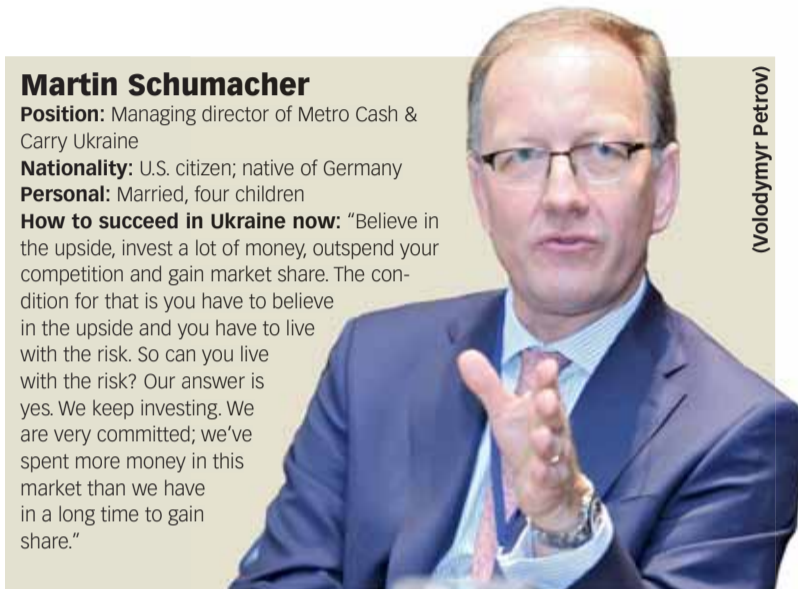 Martin Schumacher
Position: Managing director of Metro Cash &
Carry Ukraine
Nationality: U.S. citizen; native of Germany
Personal: Married, four children
How to succeed in Ukraine now: “Believe in
the upside, invest a lot of money, outspend your
competition and gain market share. The con-
dition for that is you have to believe
in the upside and you have to live
with the risk. So can you live
with the risk? Our answer is
yes. We keep investing. We
are very committed; we’ve
spent more money in this
market than we have
in a long time to gain
share.”
(Volodymyr Petrov)